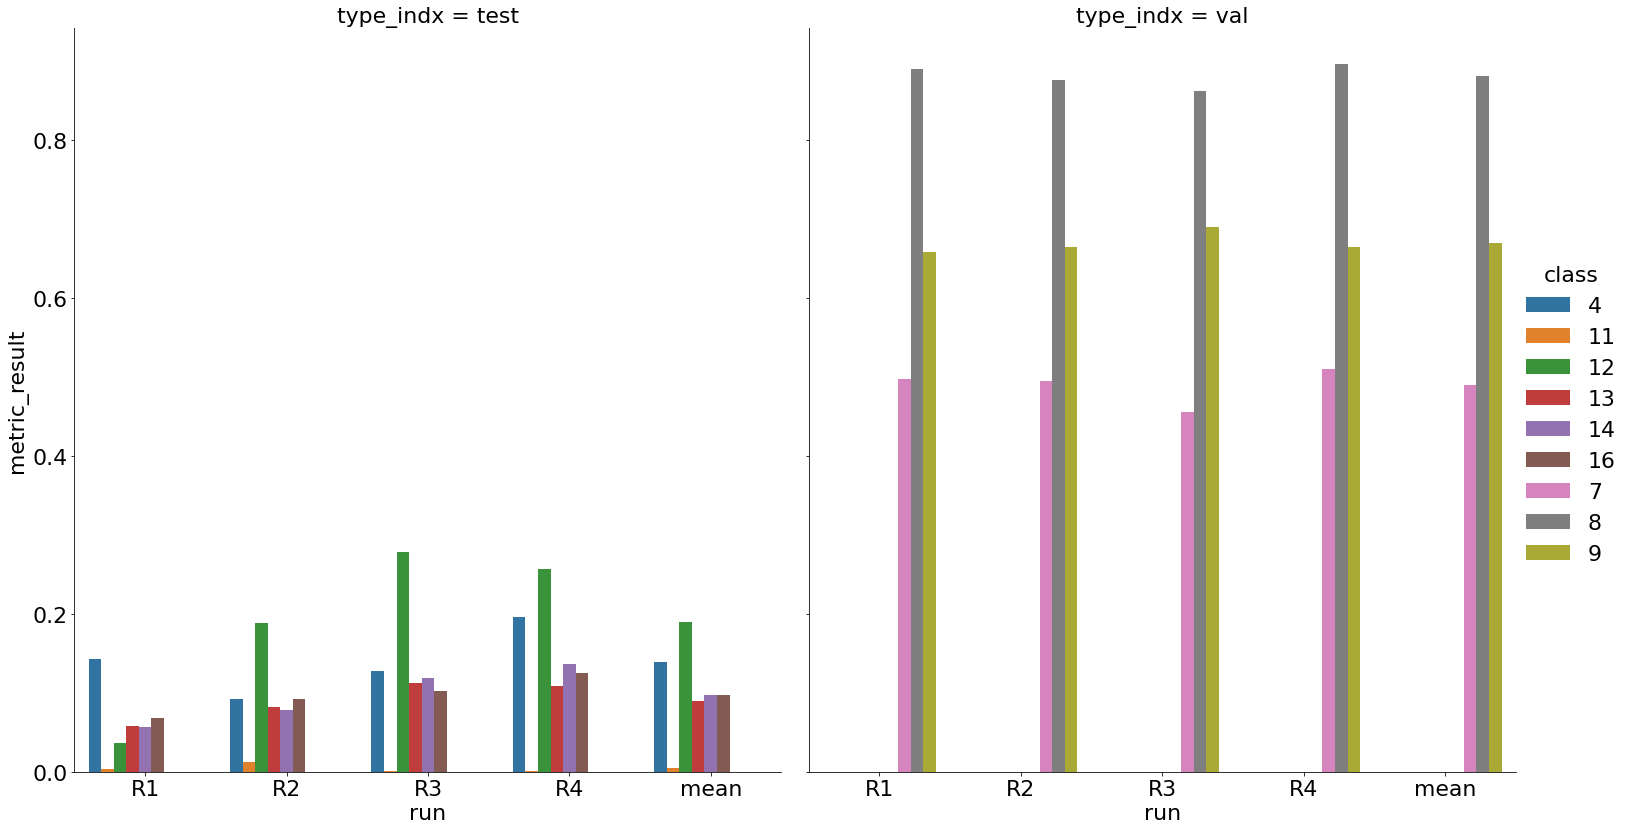 type_indx = test
type_indx = val
metric_result
0.8
0.6
0.4
0.2
0.0
R1 R2 R3 R4 mean
run
R1 R2 R3 R4 mean
run
class
4
11
12
13
14
16
7
8
9